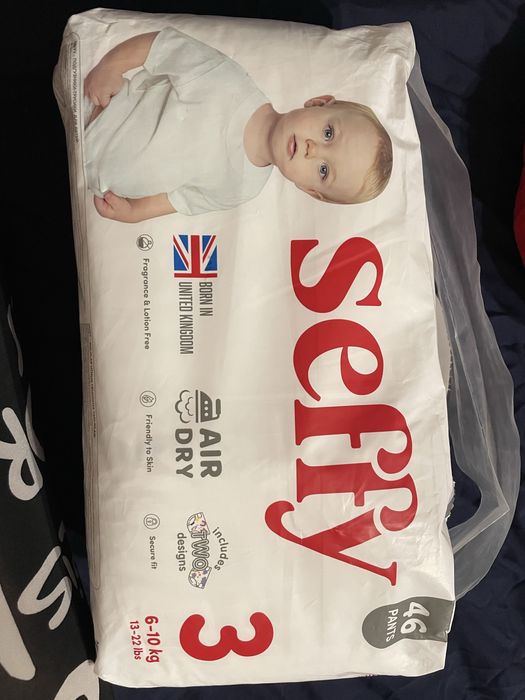 seffy
46
PANTS
BORN IN
UNITED KINGDOM
AIR
DRY
includes
TWO
designs
3
Fragrance & Lotion Free
Friendly to Skin
Secure fit
6-10 kg
13-22 lbs